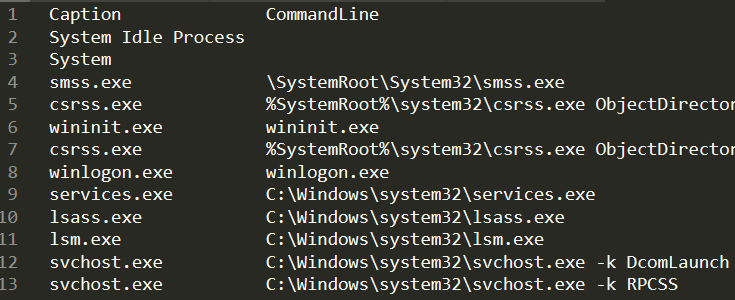 1 Caption CommandLine
2 System Idle Process
3 System
4 smss.exe \SystemRoot\System32\smss.exe
5 csrss.exe %SystemRoot%\system32\csrss.exe ObjectDirector
6 wininit.exe wininit.exe
7 csrss.exe %SystemRoot%\system32\csrss.exe ObjectDirector
8 winlogon.exe winlogon.exe
9 services.exe C:\Windows\system32\services.exe
10 lsass.exe C:\Windows\system32\lsass.exe
11 lsm.exe C:\Windows\system32\lsm.exe
12 svchost.exe C:\Windows\system32\svchost.exe -k DcomLaunch
13 svchost.exe C:\Windows\system32\svchost.exe -k RPCSS